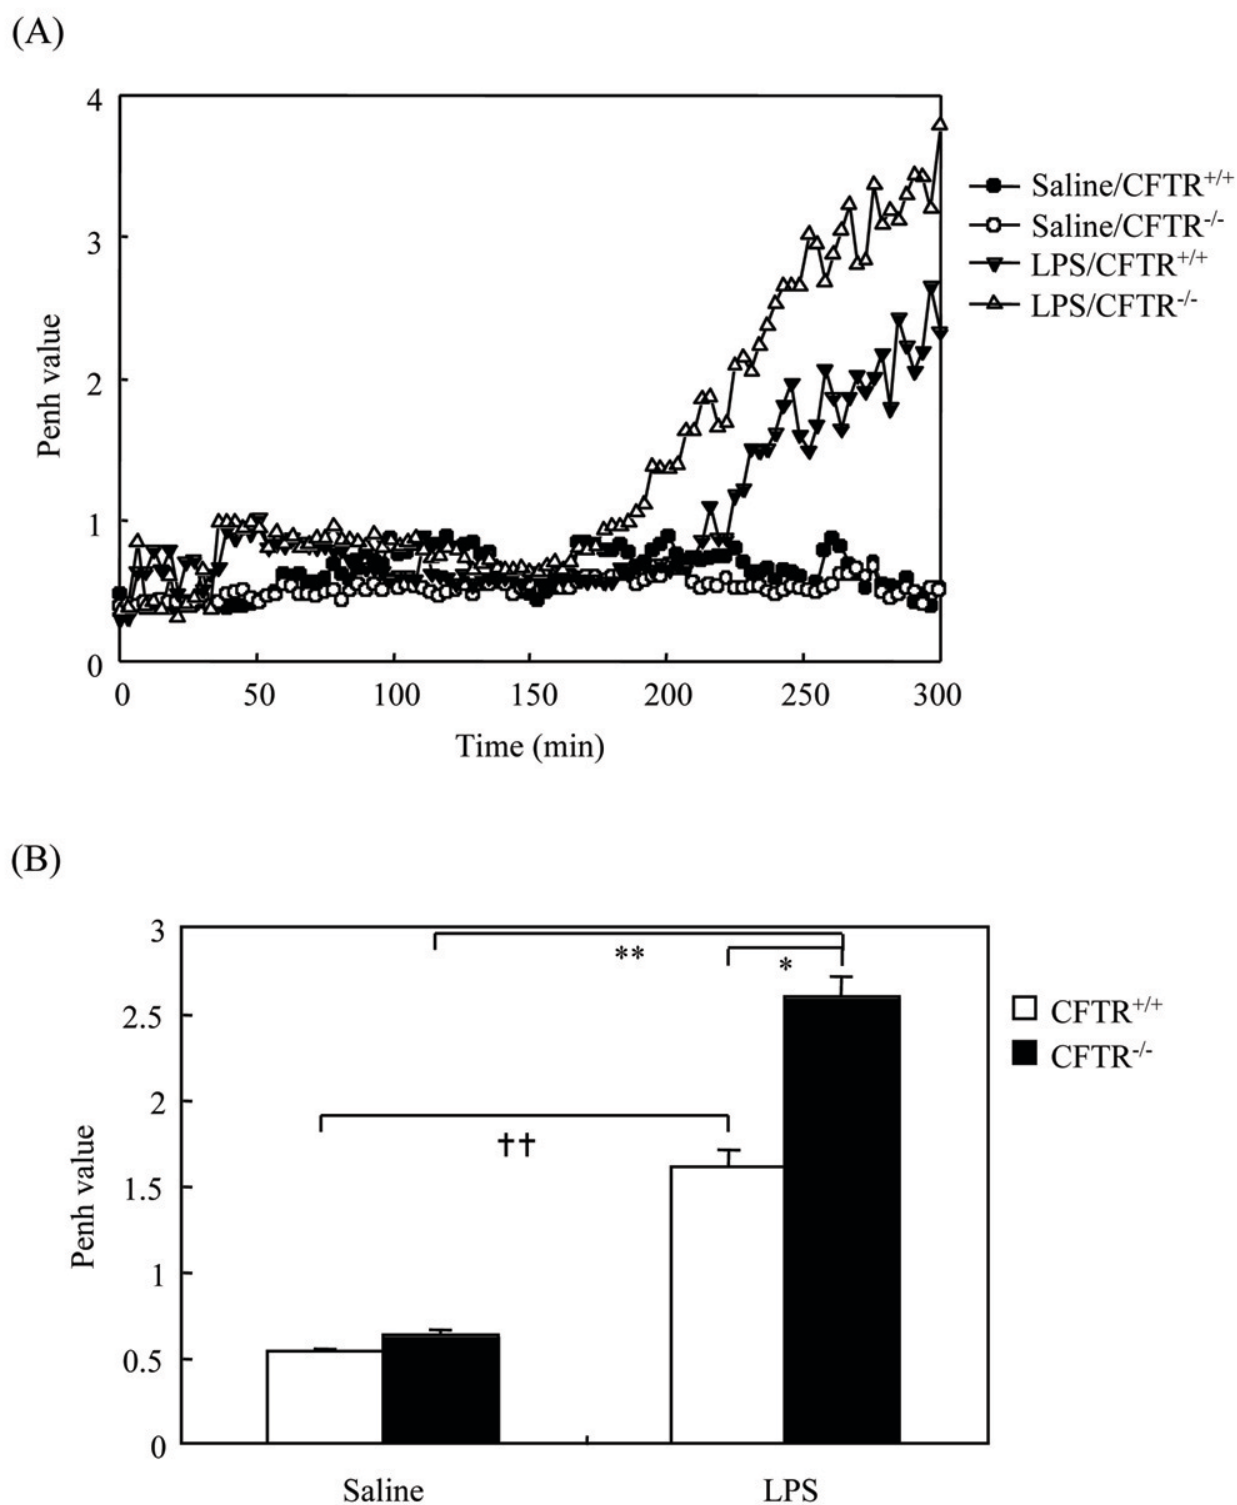 (A)
4
3
2
1
0
Penh value
0 50 100 150 200 250 300
Time (min)
Saline/CFTR+/+
Saline/CFTR-/-
LPS/CFTR+/+
LPS/CFTR-/-
(B)
3
2.5
2
1.5
1
0.5
0
Penh value
**
*
††
Saline LPS
CFTR+/+
CFTR-/-